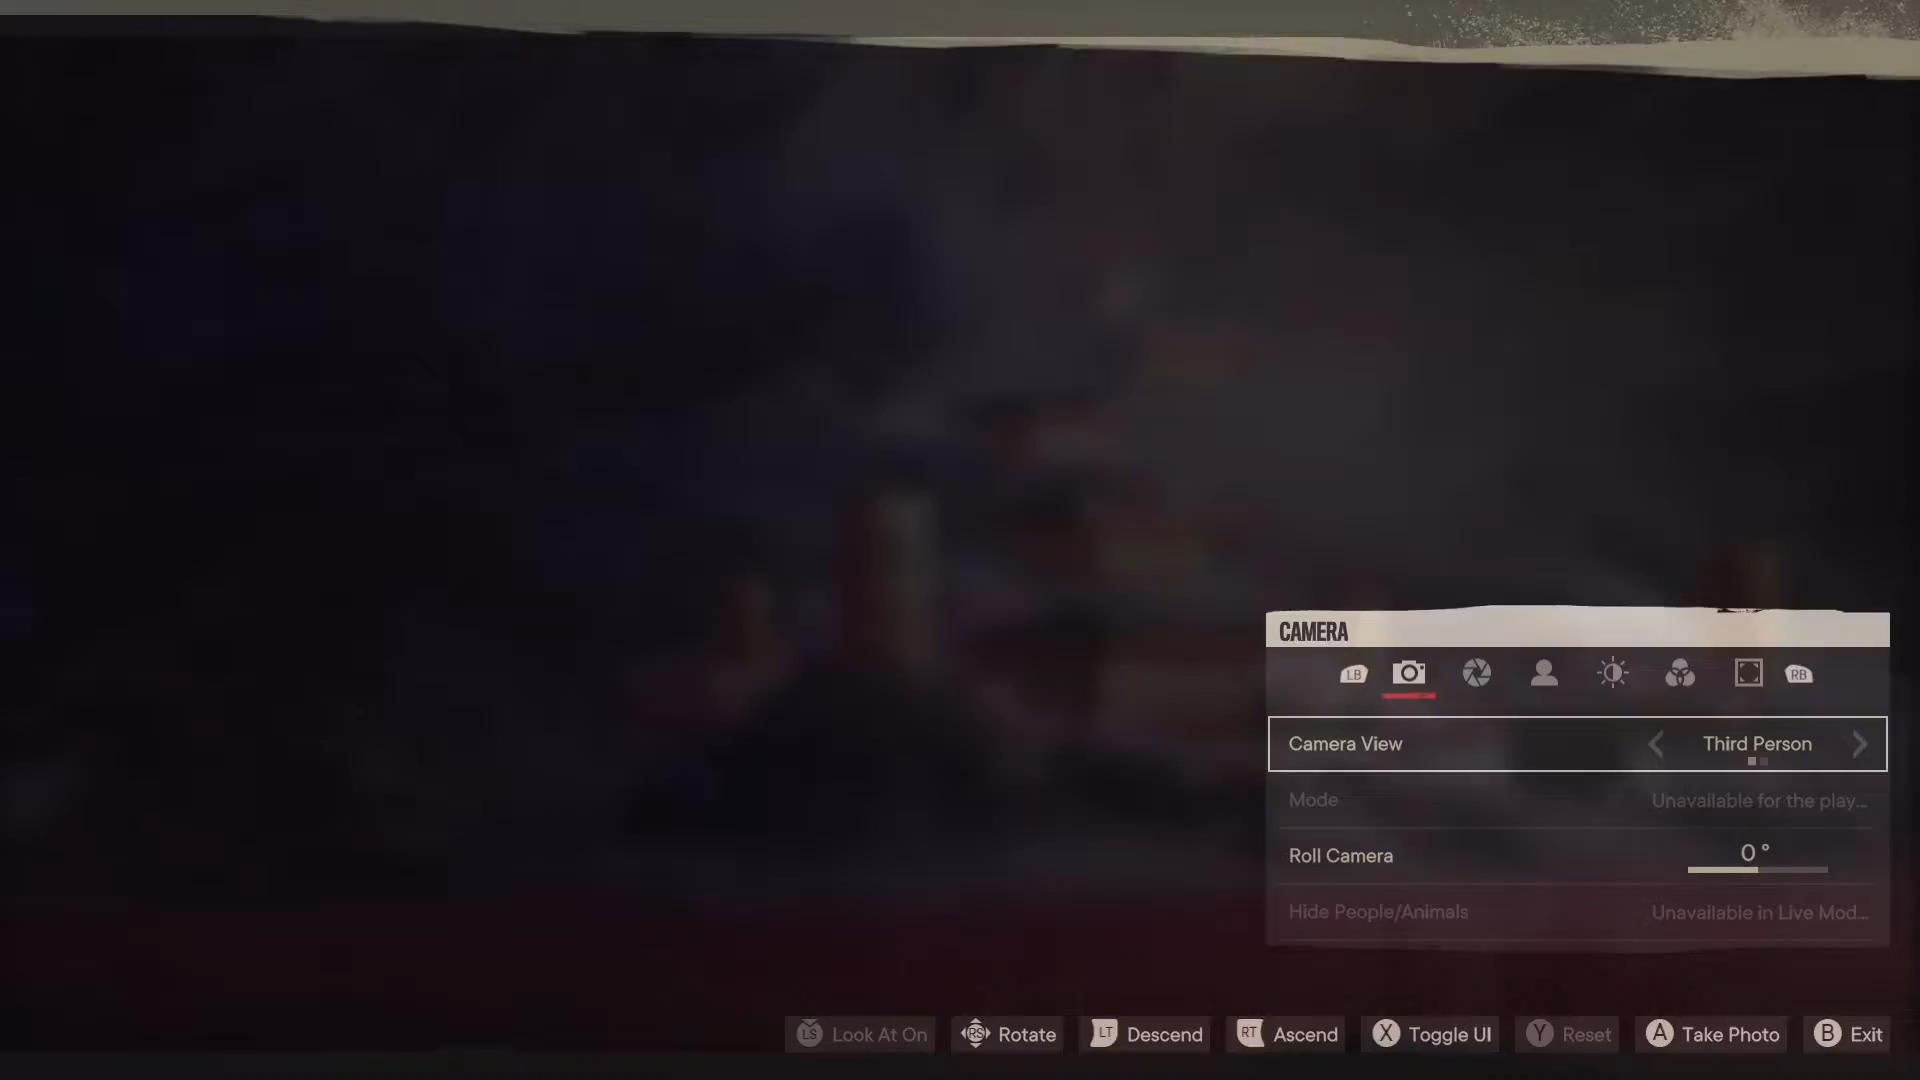 CAMERA
LB RB
Camera View Third Person
Mode Unavailable for the play...
Roll Camera 0 °
Hide People/Animals Unavailable in Live Mod...
LS Look At On RS Rotate LT Descend RT Ascend X Toggle UI Y Reset A Take Photo B Exit